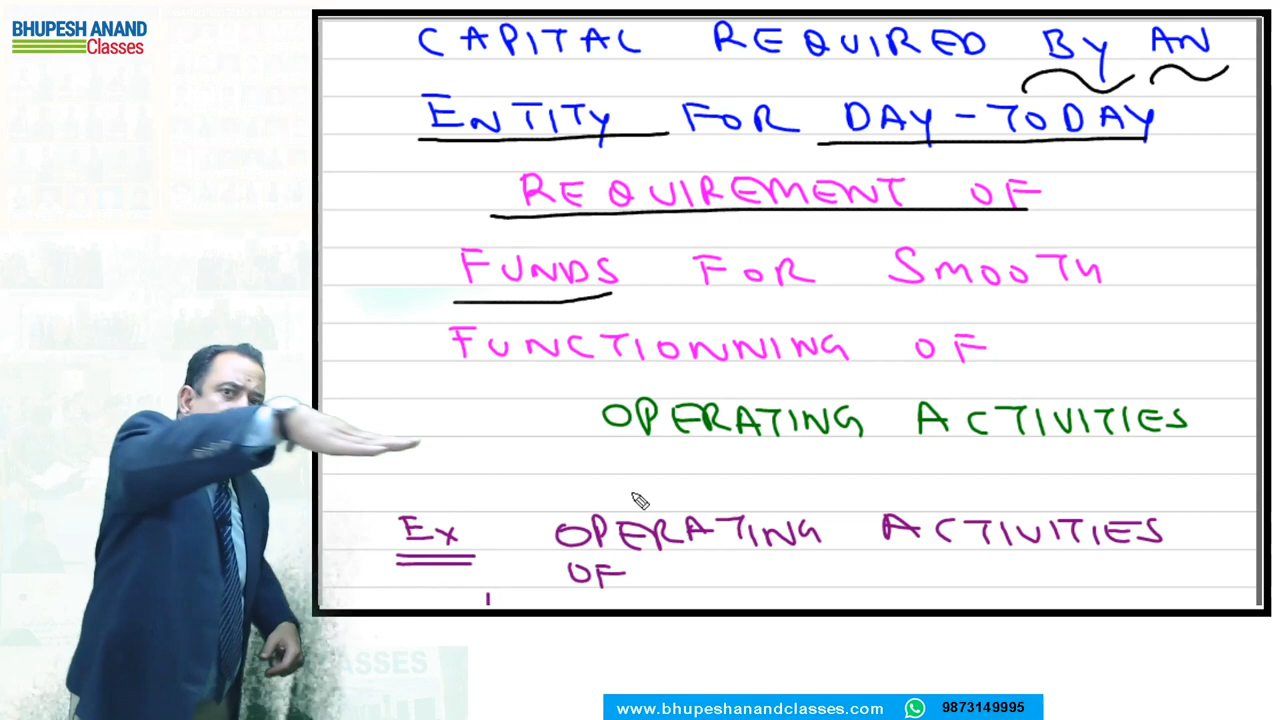 BHUPESH ANAND
Classes
CAPITAL REQUIRED BY AN
ENTITY FOR DAY-TODAY
REQUIREMENT OF
FUNDS FOR SMOOTH
FUNCTIONNING OF
OPERATING ACTIVITIES
Ex OPERATING ACTIVITIES
OF
CLASSES
www.bhupeshanandclasses.com 9873149995